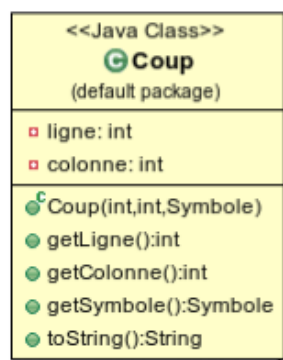 <<Java Class>>
Coup
(default package)
ligne: int
colonne: int
Coup(int,int,Symbole)
getLigne():int
getColonne():int
getSymbole():Symbole
toString():String